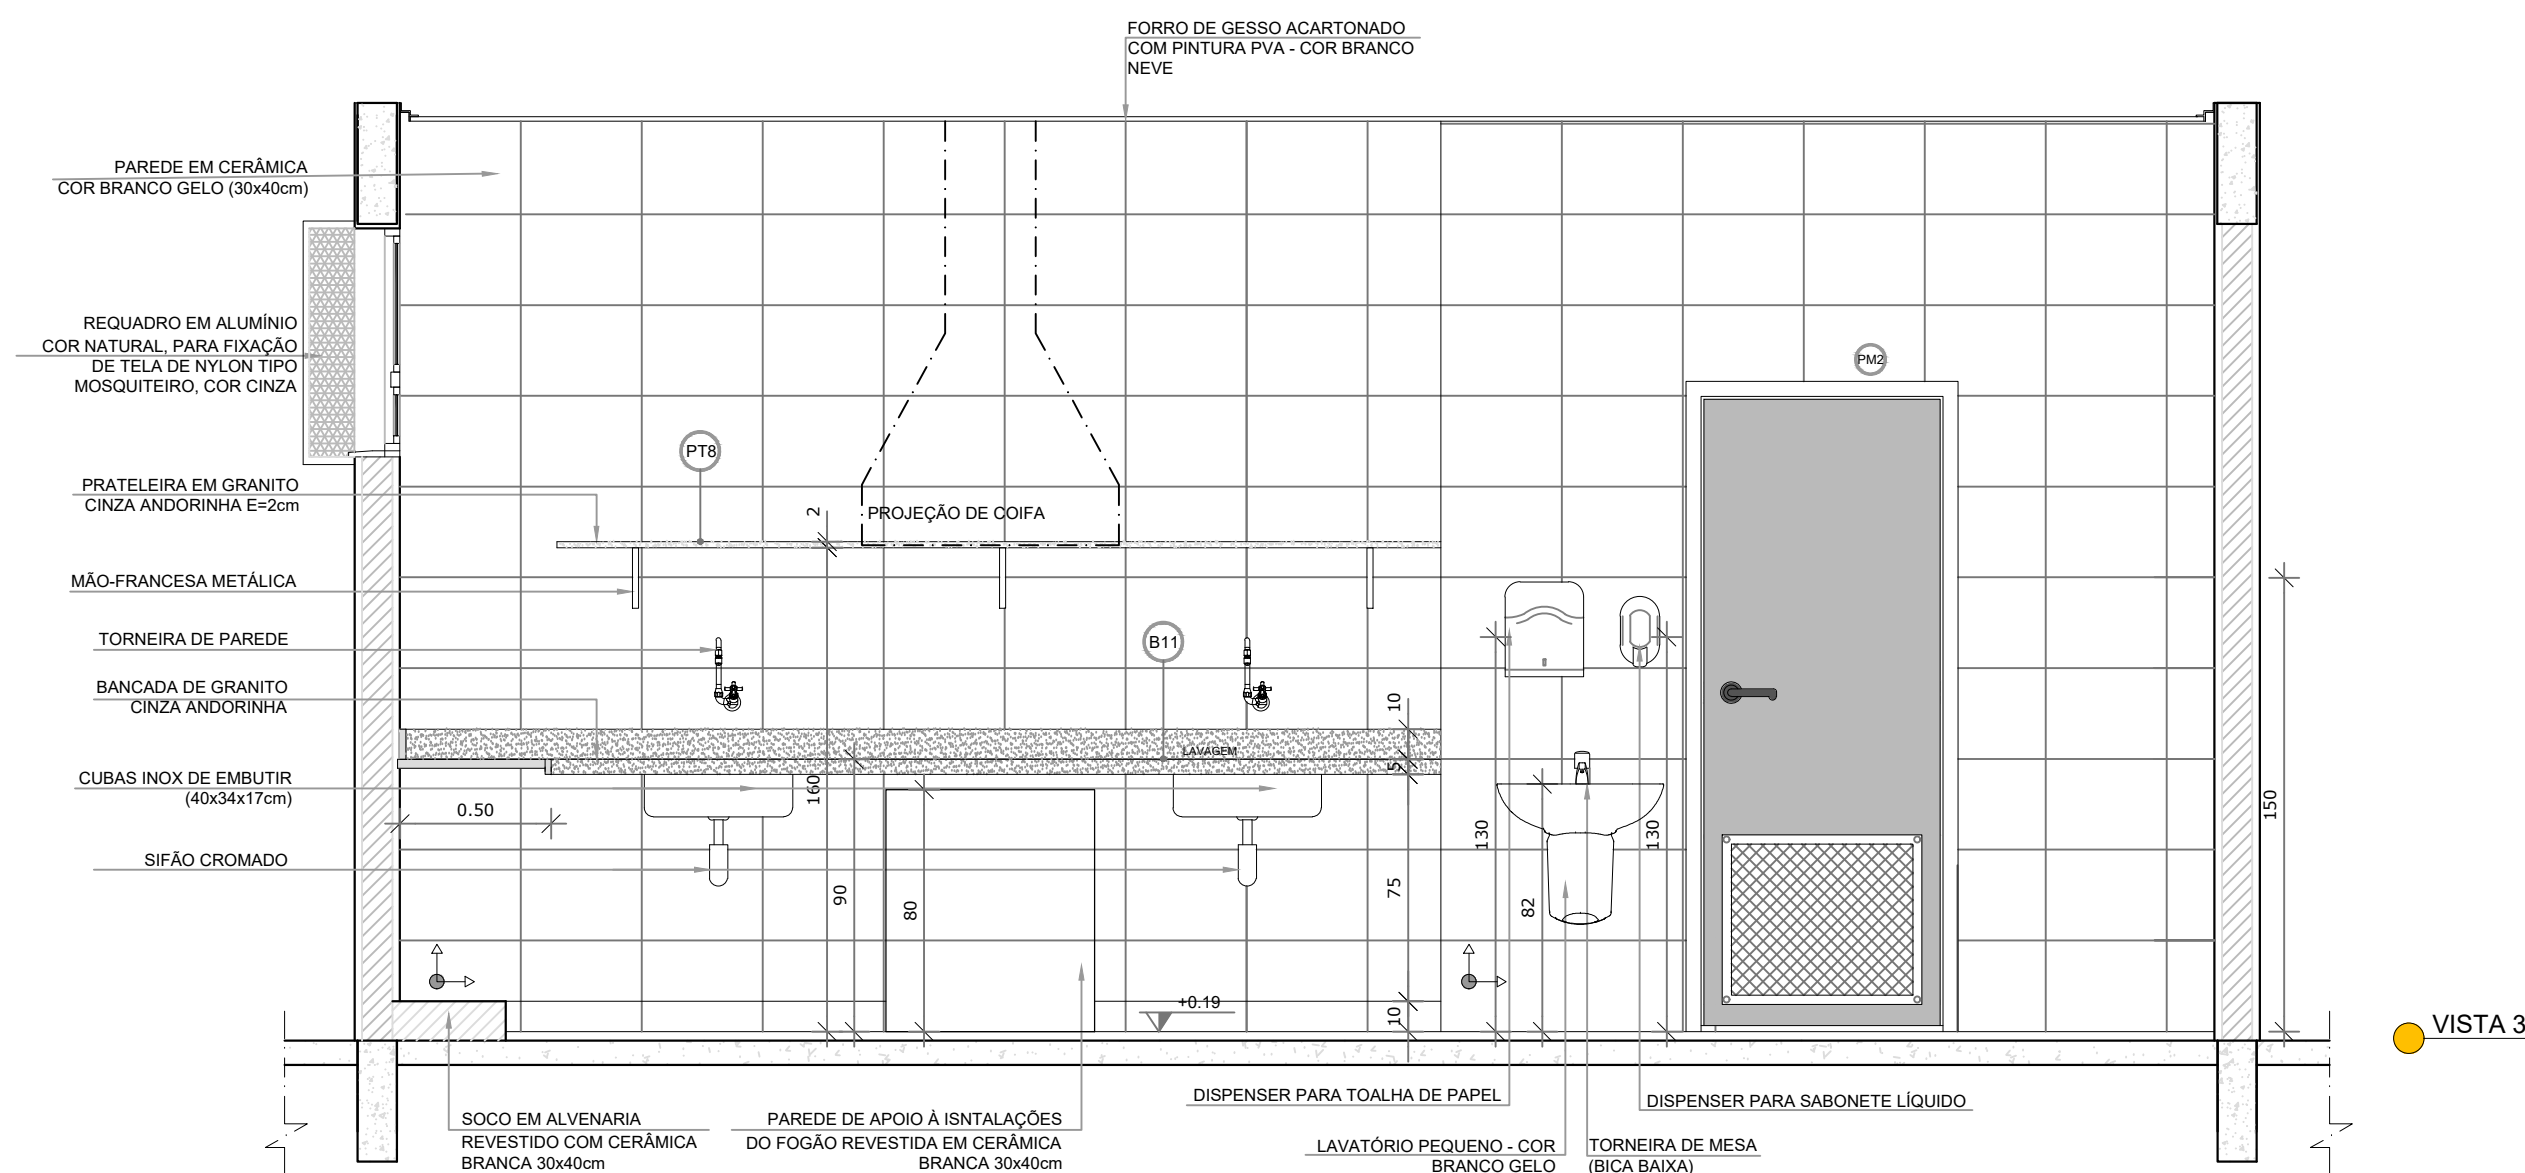 FORRO DE GESSO ACARTONADO
COM PINTURA PVA - COR BRANCO
NEVE
PAREDE EM CERÂMICA
COR BRANCO GELO (30x40cm)
REQUADRO EM ALUMÍNIO
COR NATURAL, PARA FIXAÇÃO
DE TELA DE NYLON TIPO
MOSQUITEIRO, COR CINZA
PM2
PT8
PRATELEIRA EM GRANITO
CINZA ANDORINHA E=2cm
2
PROJEÇÃO DE COIFA
MÃO-FRANCESA METÁLICA
TORNEIRA DE PAREDE
B11
BANCADA DE GRANITO
CINZA ANDORINHA
10
LAVAGEM
5
CUBAS INOX DE EMBUTIR
(40x34x17cm)
160
0.50
150
130
130
SIFÃO CROMADO
90
80
75
82
+0.19
10
VISTA 3
DISPENSER PARA TOALHA DE PAPEL
DISPENSER PARA SABONETE LÍQUIDO
SOCO EM ALVENARIA
REVESTIDO COM CERÂMICA
BRANCA 30x40cm
PAREDE DE APOIO À ISNTALAÇÕES
DO FOGÃO REVESTIDA EM CERÂMICA
BRANCA 30x40cm
LAVATÓRIO PEQUENO - COR
BRANCO GELO
TORNEIRA DE MESA
(BICA BAIXA)